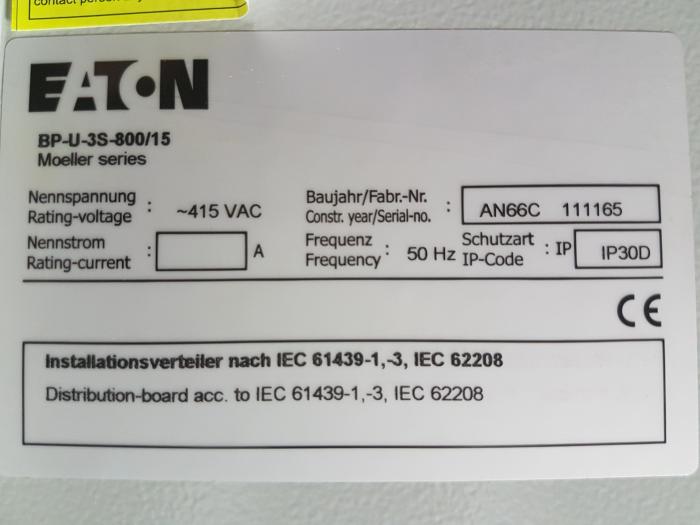 contact person
EATON
BP-U-3S-800/15
Moeller series
Nennspannung
Rating-voltage : ~415 VAC
Baujahr/Fabr.-Nr.
Constr. year/Serial-no. : AN66C 111165
Nennstrom
Rating-current : A
Frequenz
Frequency : 50 Hz
Schutzart
IP-Code : IP IP30D
CE
Installationsverteiler nach IEC 61439-1,-3, IEC 62208
Distribution-board acc. to IEC 61439-1,-3, IEC 62208